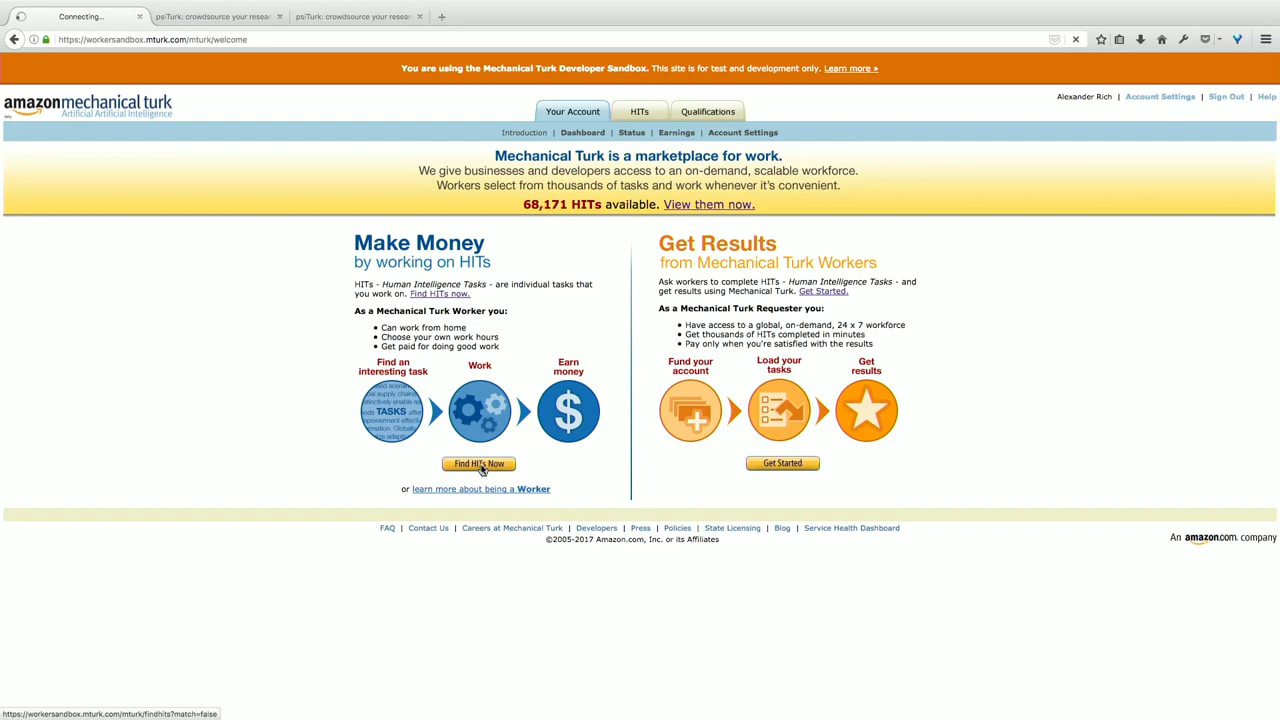 Connecting...
psiTurk: crowdsource your resear
psiTurk: crowdsource your resear
https://workersandbox.mturk.com/mturk/welcome
You are using the Mechanical Turk Developer Sandbox. This site is for test and development only. Learn more »
amazonmechanical turk
Artificial Artificial Intelligence
beta
Alexander Rich | Account Settings | Sign Out | Help
Your Account
HITs
Qualifications
Introduction | Dashboard | Status | Earnings | Account Settings
Mechanical Turk is a marketplace for work.
We give businesses and developers access to an on-demand, scalable workforce.
Workers select from thousands of tasks and work whenever it's convenient.
68,171 HITs available. View them now.
Make Money
by working on HITs
HITs - Human Intelligence Tasks - are individual tasks that
you work on. Find HITs now.
As a Mechanical Turk Worker you:
• Can work from home
• Choose your own work hours
• Get paid for doing good work
Find an
interesting task
Work
Earn
money
TASKS
$
Find HITs Now
or learn more about being a Worker
Get Results
from Mechanical Turk Workers
Ask workers to complete HITs - Human Intelligence Tasks - and
get results using Mechanical Turk. Get Started.
As a Mechanical Turk Requester you:
• Have access to a global, on-demand, 24 x 7 workforce
• Get thousands of HITs completed in minutes
• Pay only when you're satisfied with the results
Fund your
account
Load your
tasks
Get
results
Get Started
FAQ | Contact Us | Careers at Mechanical Turk | Developers | Press | Policies | State Licensing | Blog | Service Health Dashboard
©2005-2017 Amazon.com, Inc. or its Affiliates
An amazon.com company
https://workersandbox.mturk.com/mturk/findhits?match=false